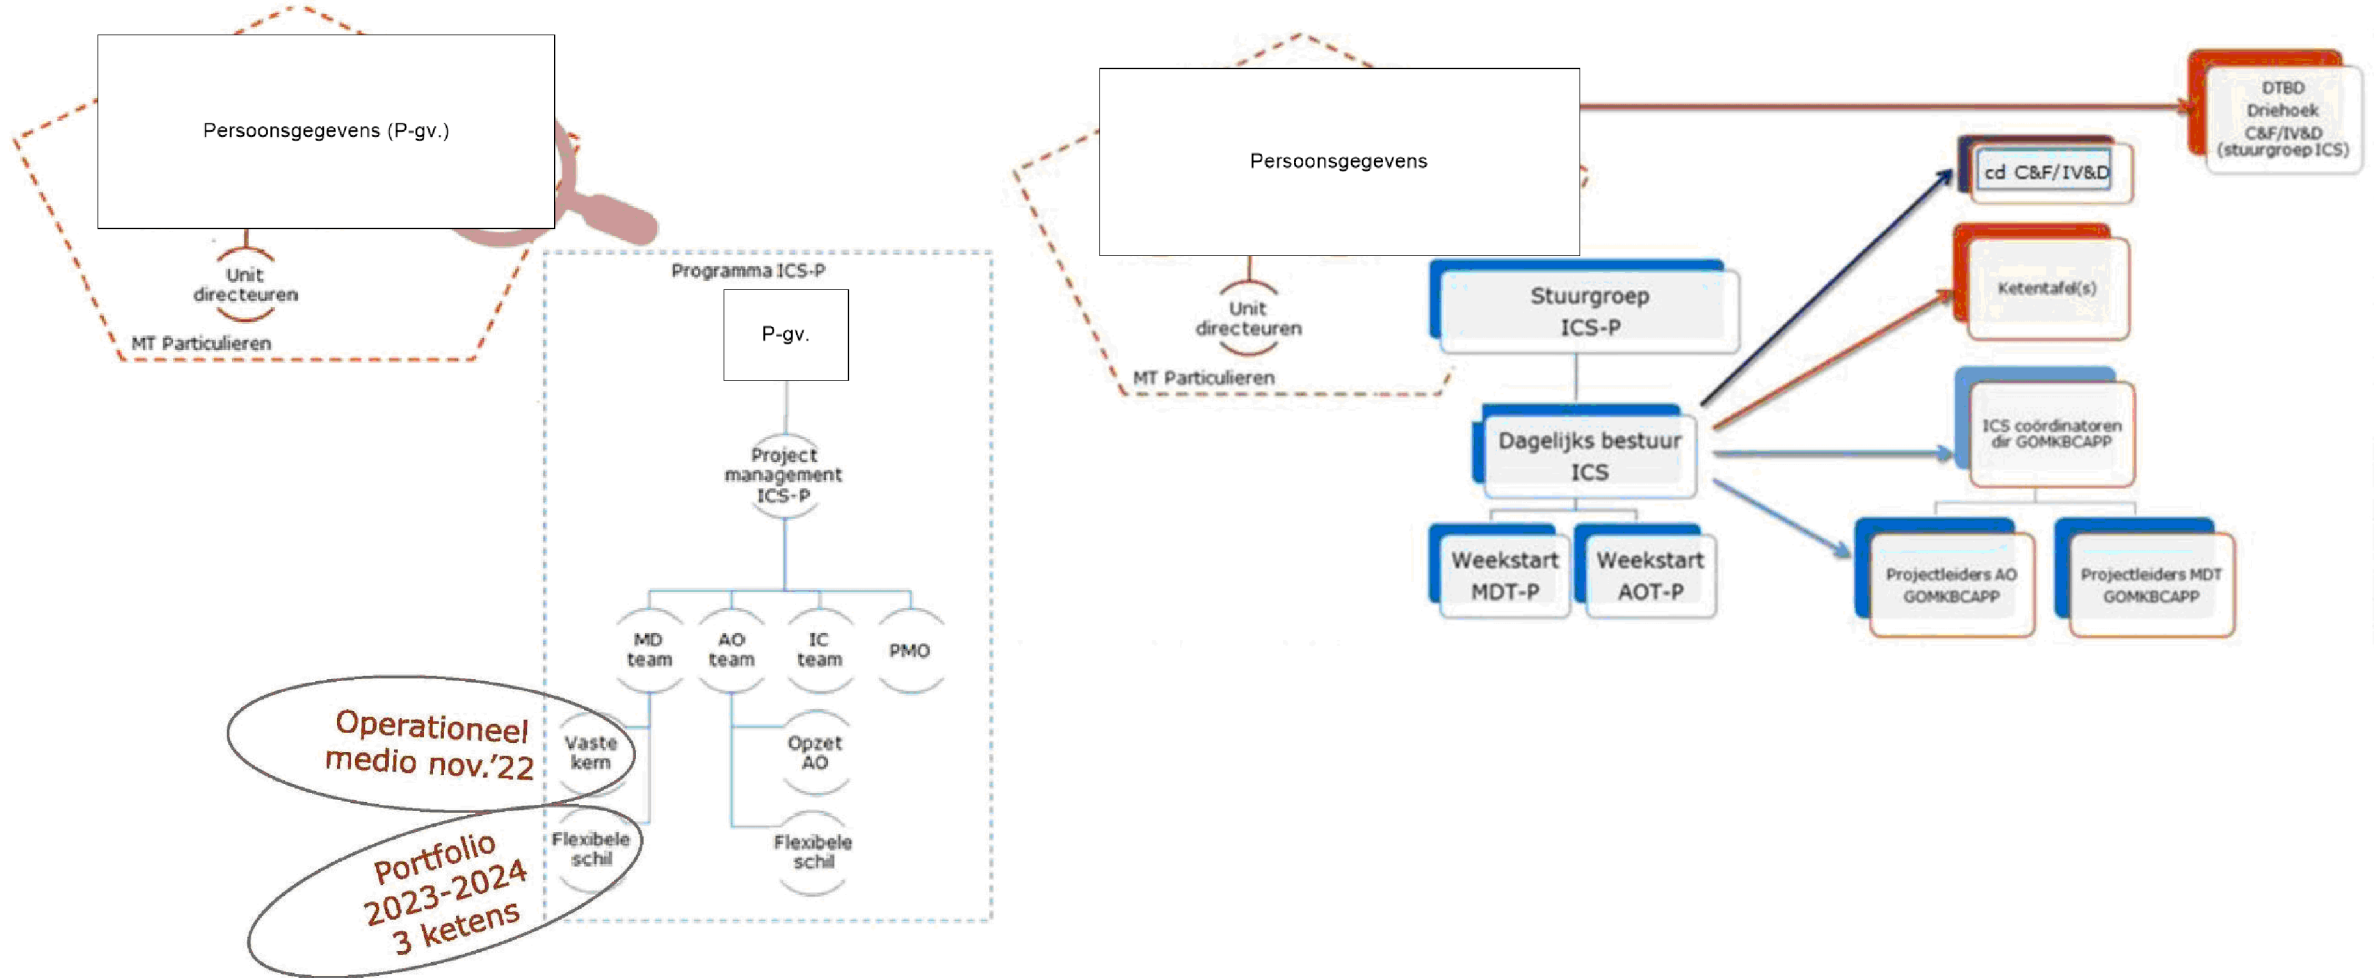 Persoonsgegevens (P-gv.)
Unit
directeuren
MT Particulieren
Programma ICS-P
P-gv.
Project
management
ICS-P
MD
team
AO
team
IC
team
PMO
Vaste
kern
Opzet
AO
Flexibele
schil
Flexibele
schil
Operationeel
medio nov.'22
Portfolio
2023-2024
3 ketens
Persoonsgegevens
Unit
directeuren
MT Particulieren
Stuurgroep
ICS-P
Dagelijks bestuur
ICS
Weekstart
MDT-P
Weekstart
AOT-P
DTBD
Driehoek
C&F/IV&D
(stuurgroep ICS)
cd C&F/IV&D
Ketentafel(s)
ICS coördinatoren
dir GOMKBCAPP
Projectleiders AO
GOMKBCAPP
Projectleiders MDT
GOMKBCAPP